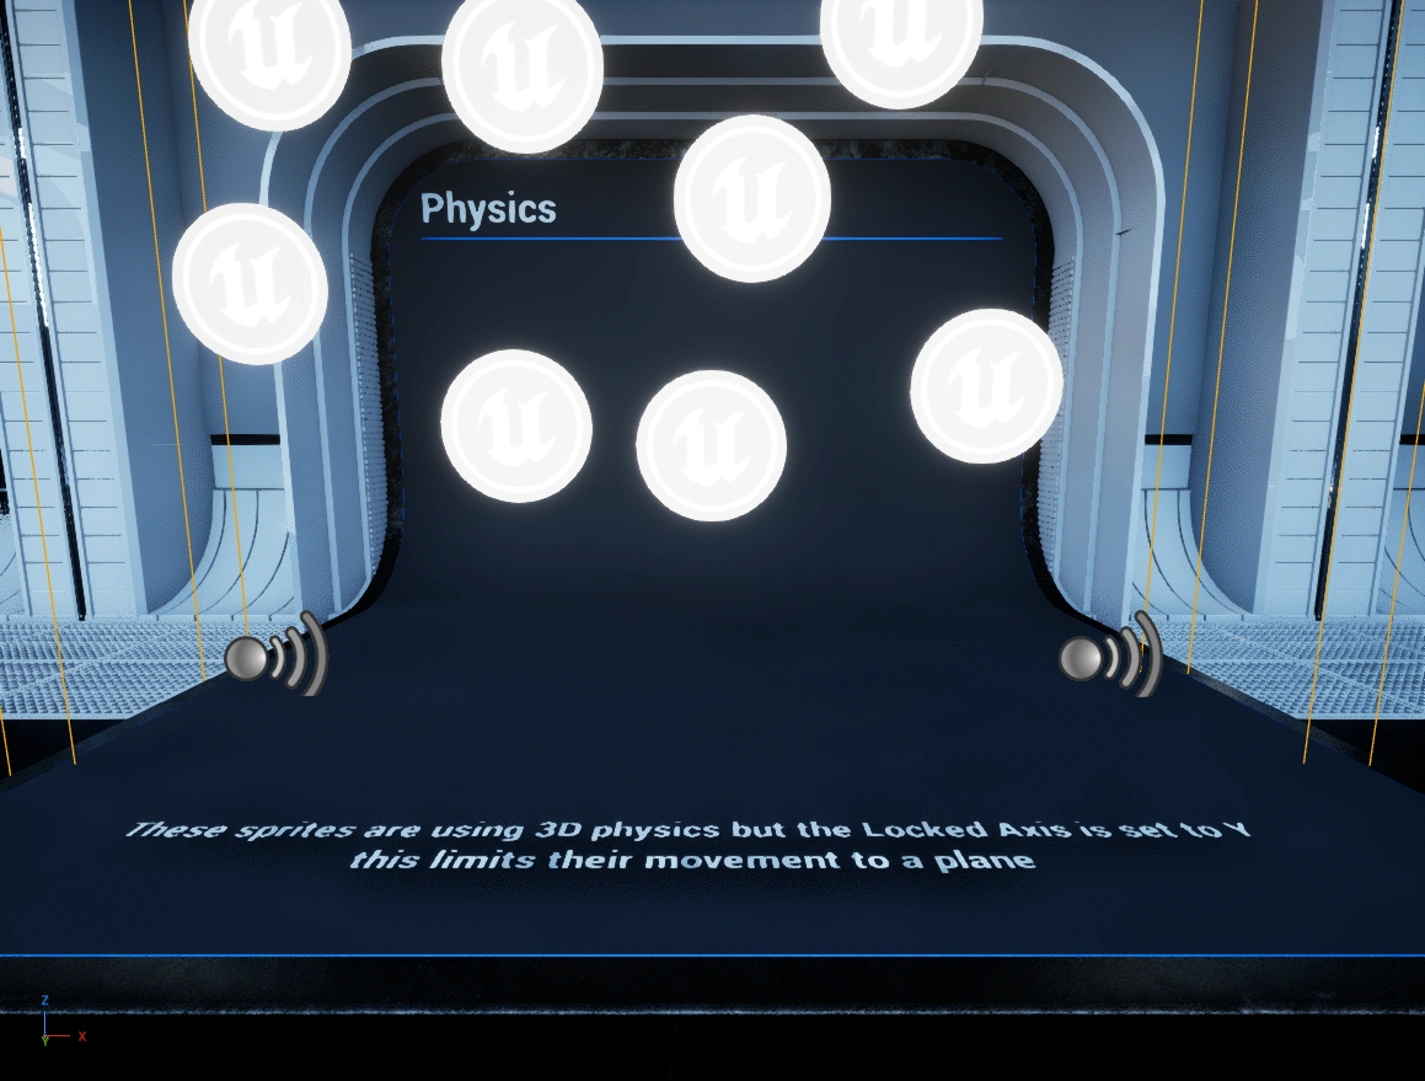 Physics
These sprites are using 3D physics but the Locked Axis is set to Y
this limits their movement to a plane
Z
X
Y